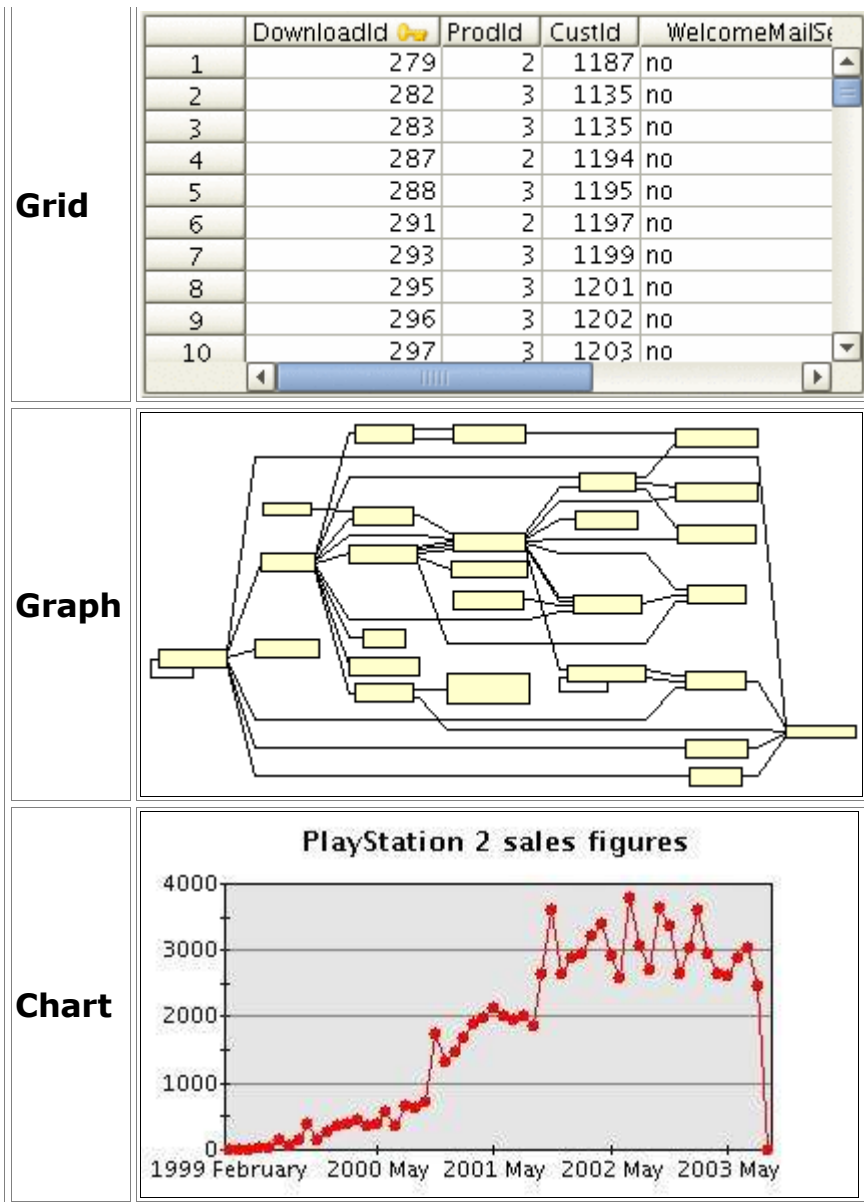 DownloadId ProdId CustId WelcomeMailSe
1 279 2 1187 no
2 282 3 1135 no
3 283 3 1135 no
4 287 2 1194 no
5 288 3 1195 no
6 291 2 1197 no
7 293 3 1199 no
8 295 3 1201 no
9 296 3 1202 no
10 297 3 1203 no
Grid
Graph
Chart
PlayStation 2 sales figures
4000
3000
2000
1000
0
1999 February 2000 May 2001 May 2002 May 2003 May